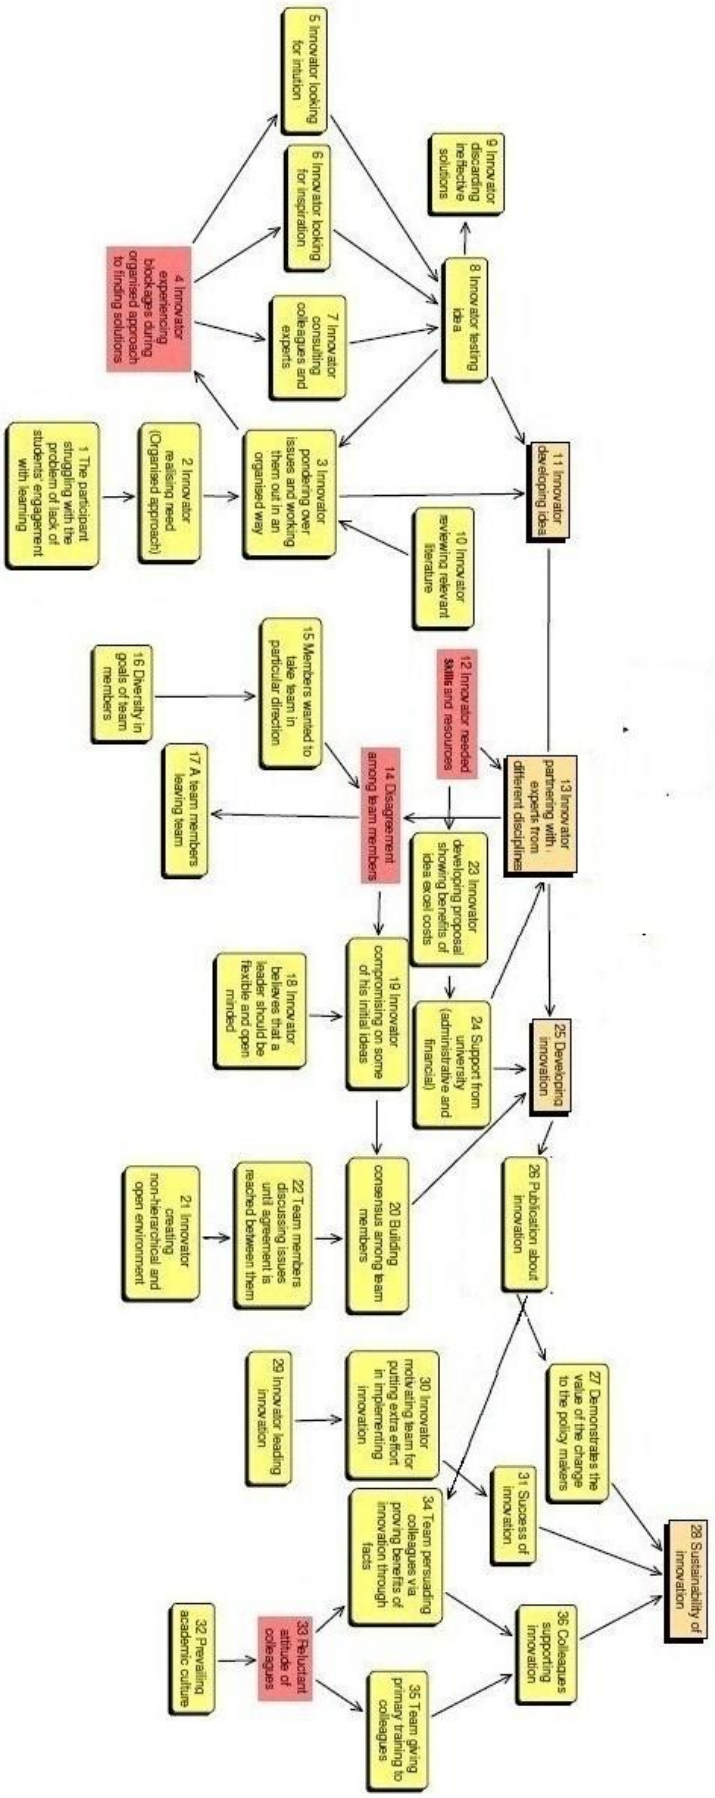 1 The participant
struggling with the
problem of lack of
students' engagement
with learning
2 Innovator
realising need
(Organised approach)
3 Innovator
pondering over
issues and working
them out in an
organised way
4 Innovator
experiencing
blockages during
organised approach
to finding solutions
5 Innovator looking
for intution
6 Innovator looking
for inspiration
7 Innovator
consulting
colleagues and
experts
8 Innovator testing
idea
9 Innovator
discarding
ineffective
solutions
10 Innovator
reviewing relevant
literature
11 Innovator
developing idea
12 Innovator needed
Skills and resources
13 Innovator
partnering with
experts from
different disciplines
14 Disagreement
among team members
15 Members wanted to
take team in
particular direction
16 Diversity in
goals of team
members
17 A team members
leaving team
18 Innovator
believes that a
leader should be
flexible and open
minded
19 Innovator
compromising on some
of his initial ideas
20 Building
consensus among team
members
21 Innovator
creating
non-hierarchical and
open environment
22 Team members
discussing issues
until agreement is
reached between them
23 Innovator
developing proposal
showing benefits of
idea excel costs
24 Support from
university
(administrative and
financial)
25 Developing
innovation
26 Publication about
innovation
27 Demonstrates the
value of the change
to the policy makers
28 Sustainability of
innovation
29 Innovator leading
innovation
30 Innovator
motivating team for
putting extra effort
in implementing
innovation
31 Success of
innovation
32 Prevailing
academic culture
33 Reluctant
attitude of
colleagues
34 Team persuading
colleagues via
proving benefits of
innovation through
facts
35 Team giving
primary training to
colleagues
36 Colleagues
supporting
innovation